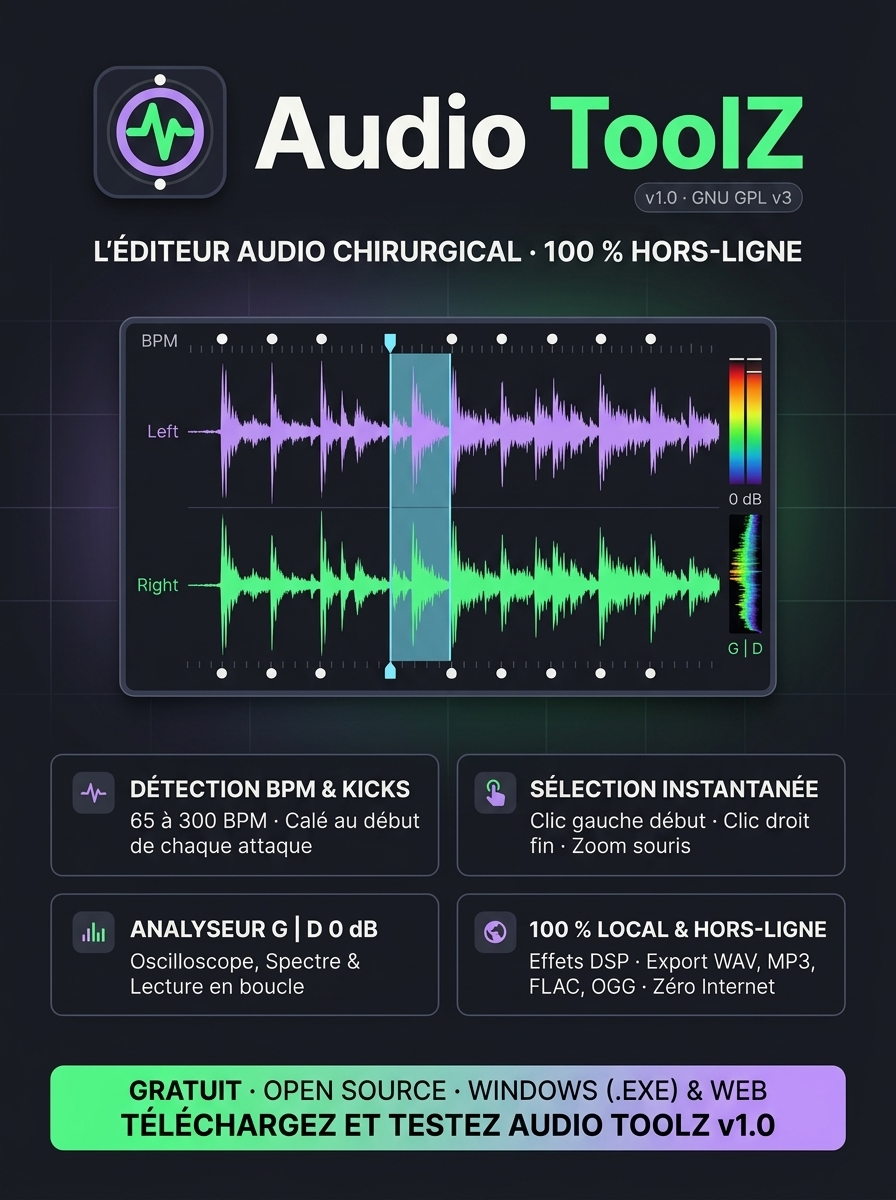 Audio ToolZ
v1.0 · GNU GPL v3
L'ÉDITEUR AUDIO CHIRURGICAL · 100 % HORS-LIGNE
BPM
Left
0 dB
Right
G | D
DÉTECTION BPM & KICKS
65 à 300 BPM · Calé au début
de chaque attaque
SÉLECTION INSTANTANÉE
Clic gauche début · Clic droit
fin · Zoom souris
ANALYSEUR G | D 0 dB
Oscilloscope, Spectre &
Lecture en boucle
100 % LOCAL & HORS-LIGNE
Effets DSP · Export WAV, MP3,
FLAC, OGG · Zéro Internet
GRATUIT · OPEN SOURCE · WINDOWS (.EXE) & WEB
TÉLÉCHARGEZ ET TESTEZ AUDIO TOOLZ v1.0